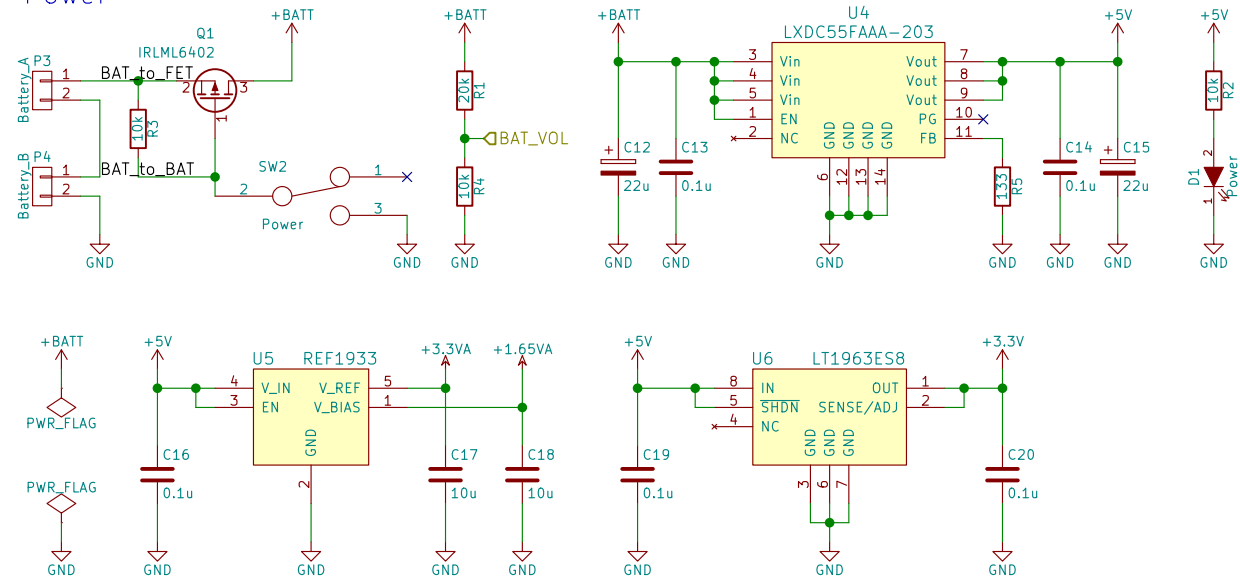 Power
+BATT
Q1
IRLML6402
P3
Battery_A
1
2
BAT_to_FET
2
3
1
10k
R3
P4
Battery_B
1
2
BAT_to_BAT
SW2
2
1
3
Power
GND
GND
+BATT
20k
R1
BAT_VOL
10k
R4
GND
+BATT
U4
LXDC55FAAA-203
3
Vin
4
Vin
5
Vin
1
EN
2
NC
Vout
7
Vout
8
Vout
9
PG
10
FB
11
GND
GND
GND
GND
6
12
13
14
C12
22u
C13
0.1u
GND
GND
GND
133
R5
GND
+5V
C14
0.1u
C15
22u
GND
GND
+5V
10k
R2
2
D1
Power
1
GND
+BATT
PWR_FLAG
PWR_FLAG
GND
+5V
U5
REF1933
4
V_IN
3
EN
V_REF
5
V_BIAS
1
GND
2
+3.3VA
+1.65VA
C16
0.1u
C17
10u
C18
10u
GND
GND
GND
GND
+5V
U6
LT1963ES8
8
IN
5
SHDN
4
NC
OUT
1
SENSE/ADJ
2
GND
GND
GND
3
6
7
+3.3V
C19
0.1u
C20
0.1u
GND
GND
GND